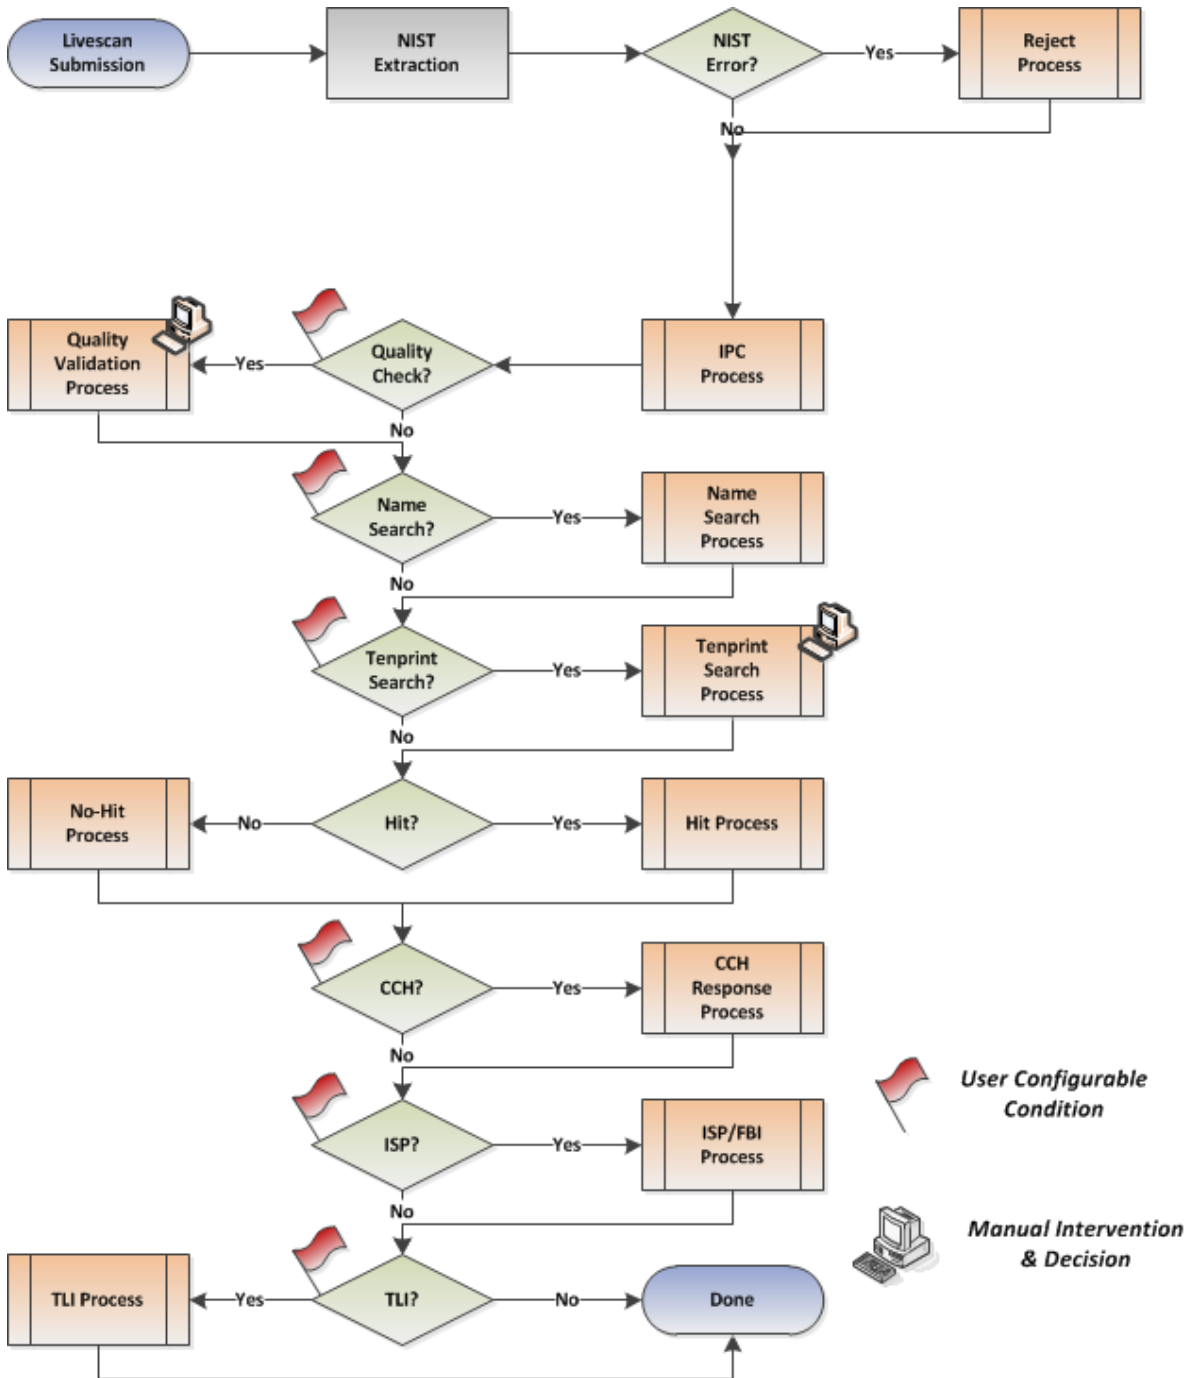 Livescan
Submission
NIST
Extraction
NIST
Error?
Yes
Reject
Process
No
Quality
Validation
Process
Yes
Quality
Check?
IPC
Process
No
Name
Search?
Yes
Name
Search
Process
No
Tenprint
Search?
Yes
Tenprint
Search
Process
No
No-Hit
Process
No
Hit?
Yes
Hit Process
CCH?
Yes
CCH
Response
Process
No
User Configurable
Condition
ISP?
Yes
ISP/FBI
Process
No
Manual Intervention
& Decision
TLI Process
Yes
TLI?
No
Done